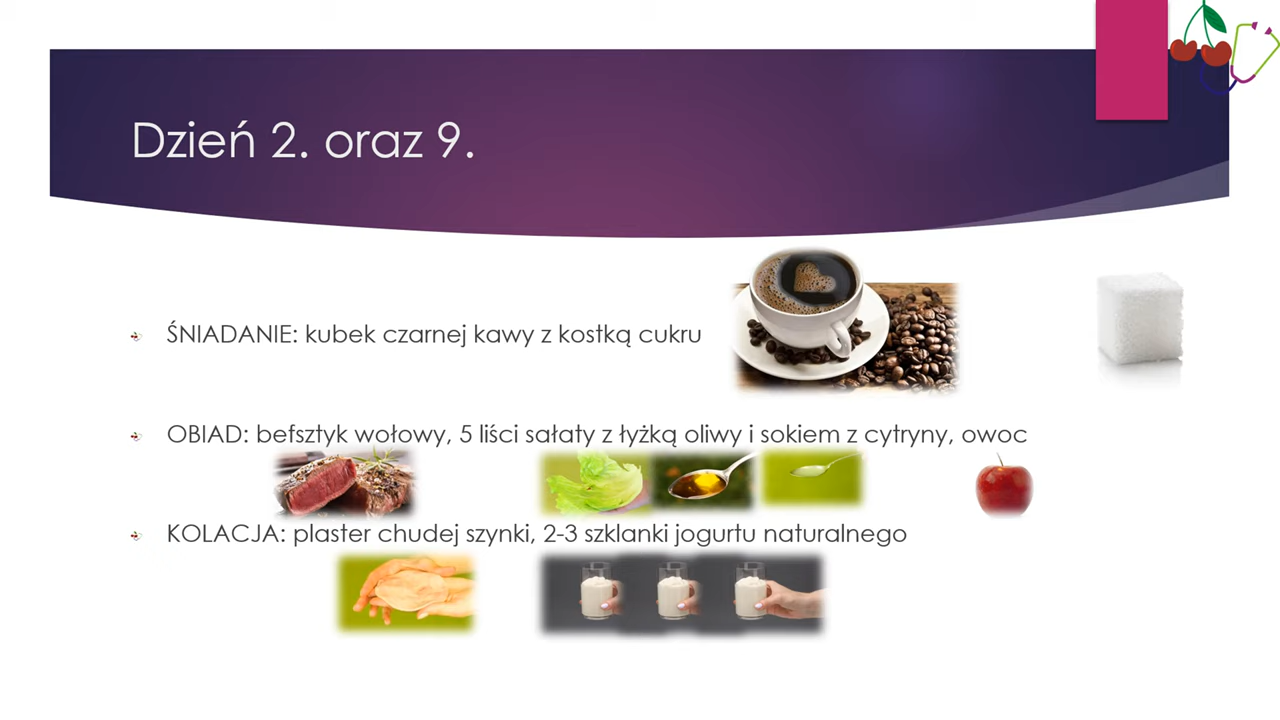 Dzień 2. oraz 9.
ŚNIADANIE: kubek czarnej kawy z kostką cukru
OBIAD: befsztyk wołowy, 5 liści sałaty z łyżką oliwy i sokiem z cytryny, owoc
KOLACJA: plaster chudej szynki, 2-3 szklanki jogurtu naturalnego